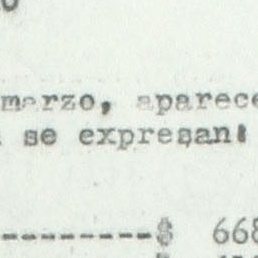 marzo, aparece
se expresan:
---------$ 668